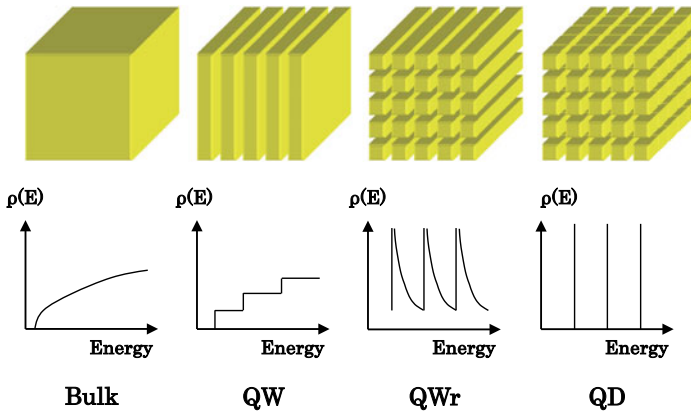 ρ(E) ρ(E) ρ(E) ρ(E)
Energy Energy Energy Energy
Bulk QW QWr QD